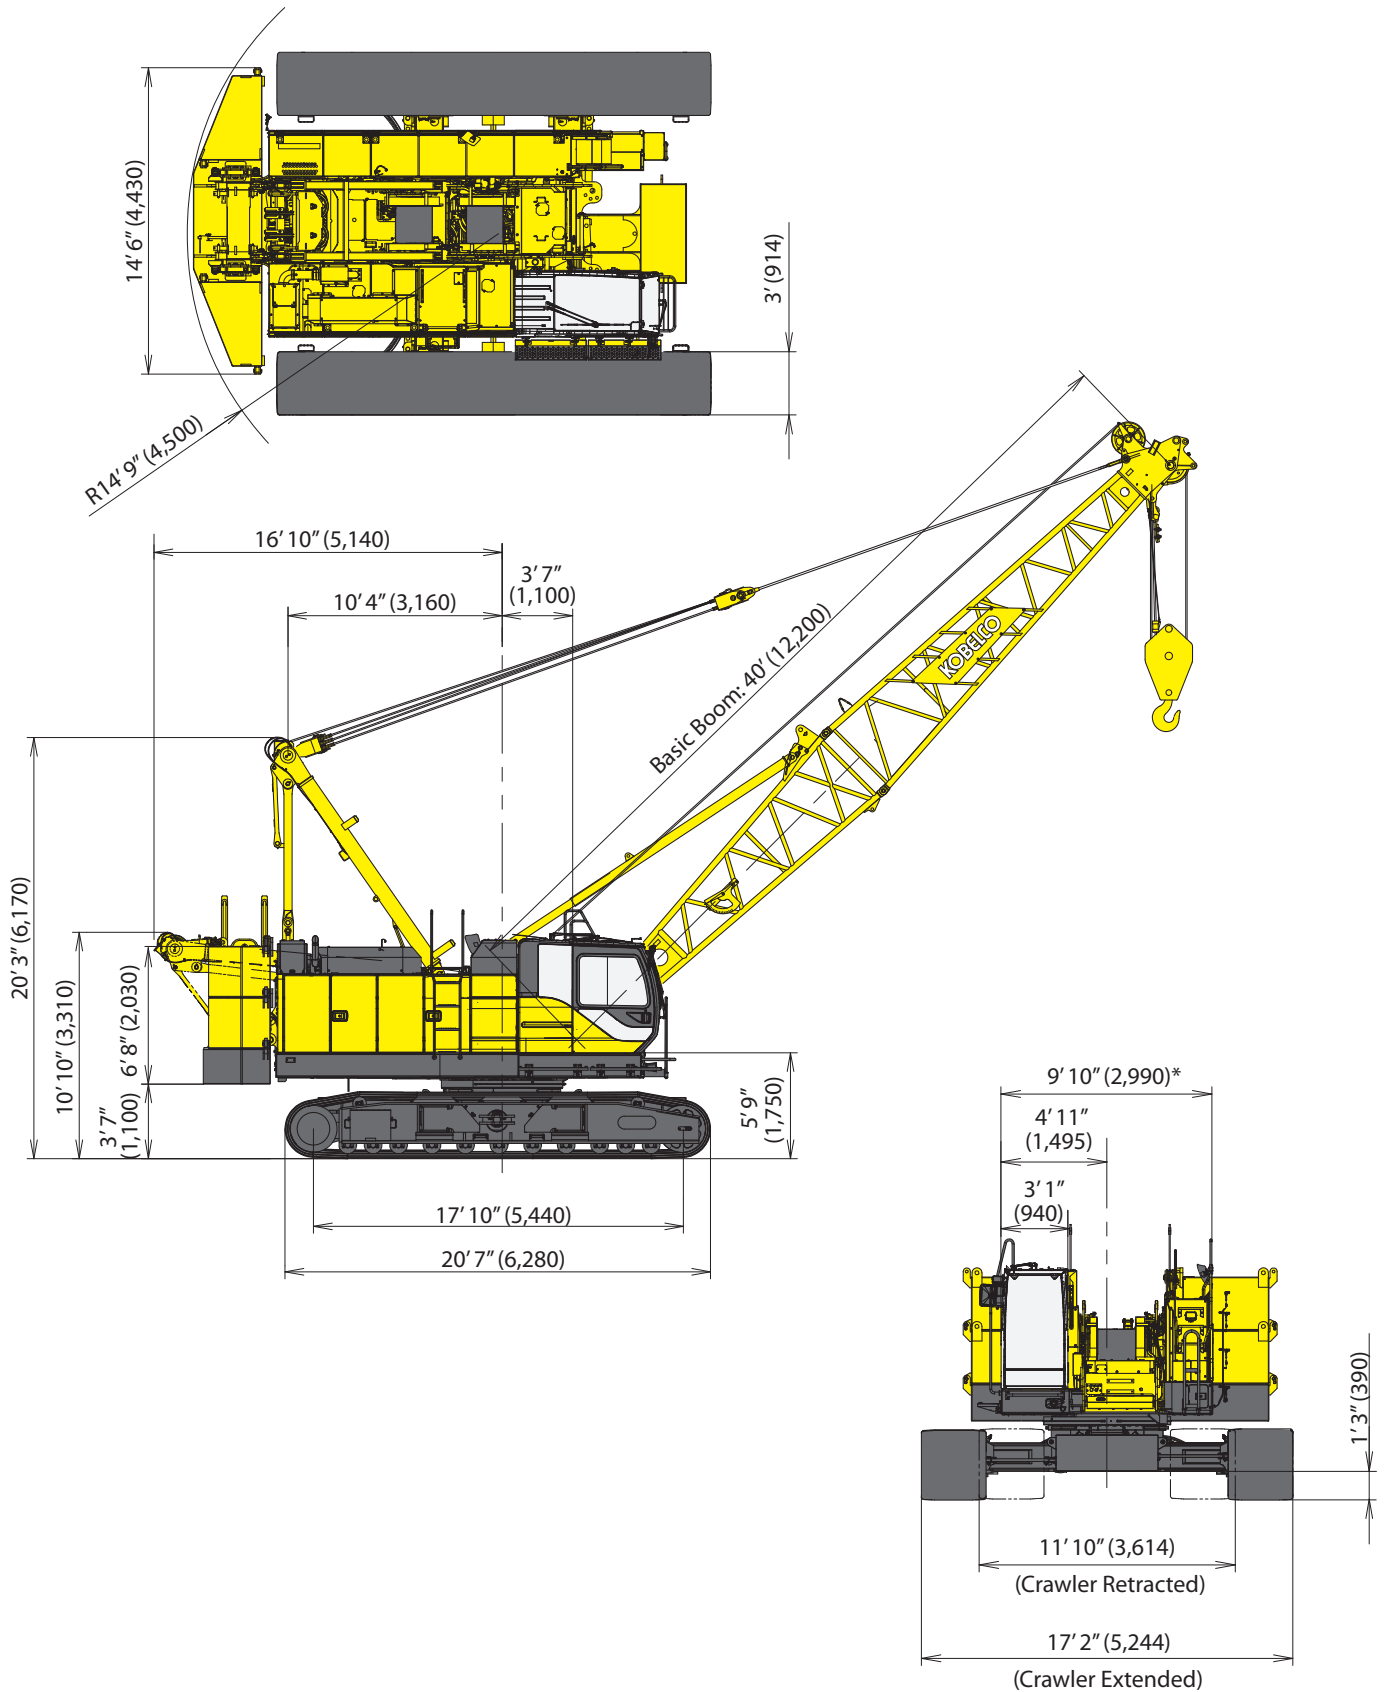 14' 6" (4,430)
3' (914)
R14' 9" (4,500)
16' 10" (5,140)
10' 4" (3,160)
3' 7"
(1,100)
Basic Boom: 40' (12,200)
KOBELCO
20' 3" (6,170)
10' 10" (3,310)
6' 8" (2,030)
3' 7"
(1,100)
5' 9"
(1,750)
17' 10" (5,440)
20' 7" (6,280)
9' 10" (2,990)*
4' 11"
(1,495)
3' 1"
(940)
1' 3" (390)
11' 10" (3,614)
(Crawler Retracted)
17' 2" (5,244)
(Crawler Extended)